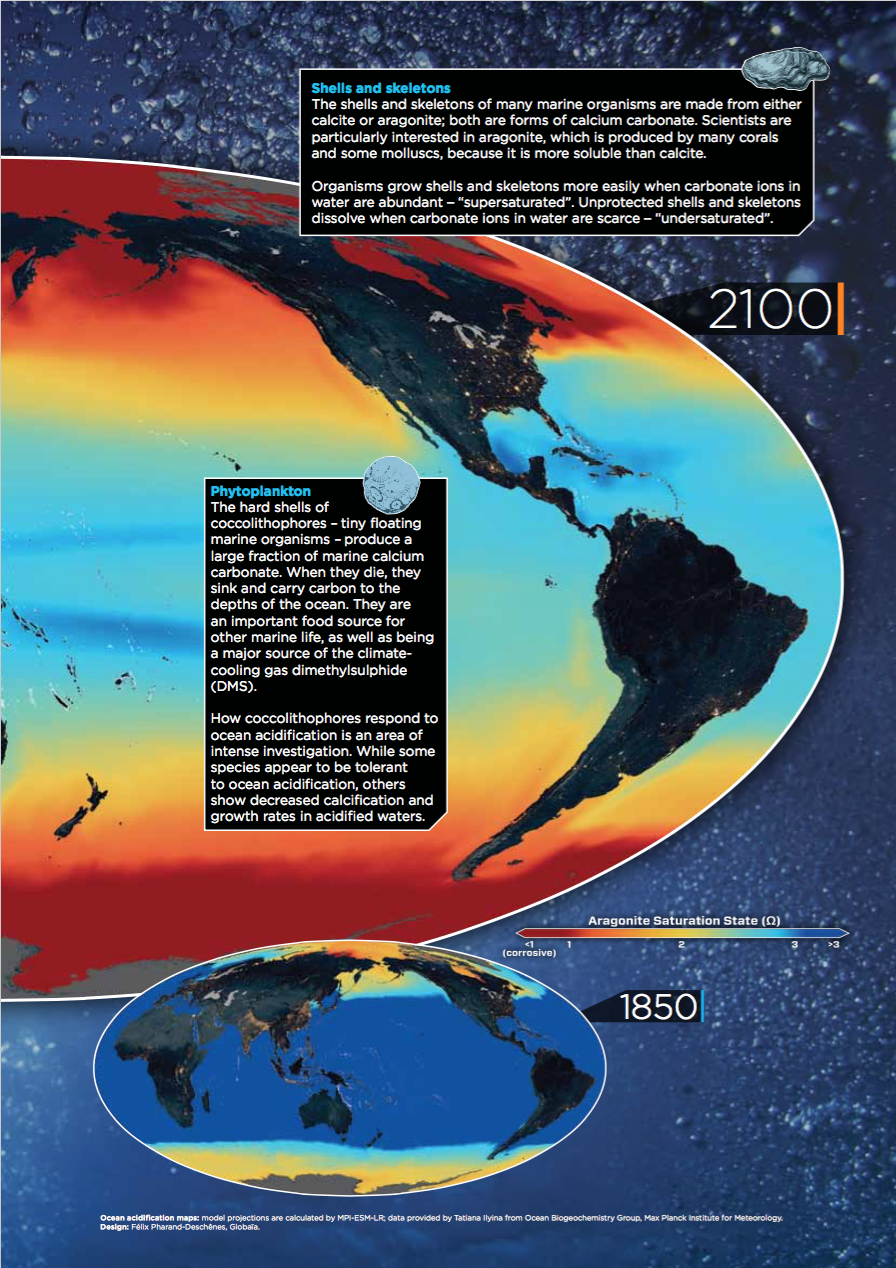 Shells and skeletons
The shells and skeletons of many marine organisms are made from either
calcite or aragonite; both are forms of calcium carbonate. Scientists are
particularly interested in aragonite, which is produced by many corals
and some molluscs, because it is more soluble than calcite.
Organisms grow shells and skeletons more easily when carbonate ions in
water are abundant – “supersaturated”. Unprotected shells and skeletons
dissolve when carbonate ions in water are scarce – “undersaturated”.
2100
Phytoplankton
The hard shells of
coccolithophores – tiny floating
marine organisms – produce a
large fraction of marine calcium
carbonate. When they die, they
sink and carry carbon to the
depths of the ocean. They are
an important food source for
other marine life, as well as being
a major source of the climate-
cooling gas dimethylsulphide
(DMS).
How coccolithophores respond to
ocean acidification is an area of
intense investigation. While some
species appear to be tolerant
to ocean acidification, others
show decreased calcification and
growth rates in acidified waters.
Aragonite Saturation State (Ω)
<1 1 2 3 >3
(corrosive)
1850
Ocean acidification maps: model projections are calculated by MPI-ESM-LR; data provided by Tatiana Ilyina from Ocean Biogeochemistry Group, Max Planck Institute for Meteorology.
Design: Félix Pharand-Deschênes, Globaïa.